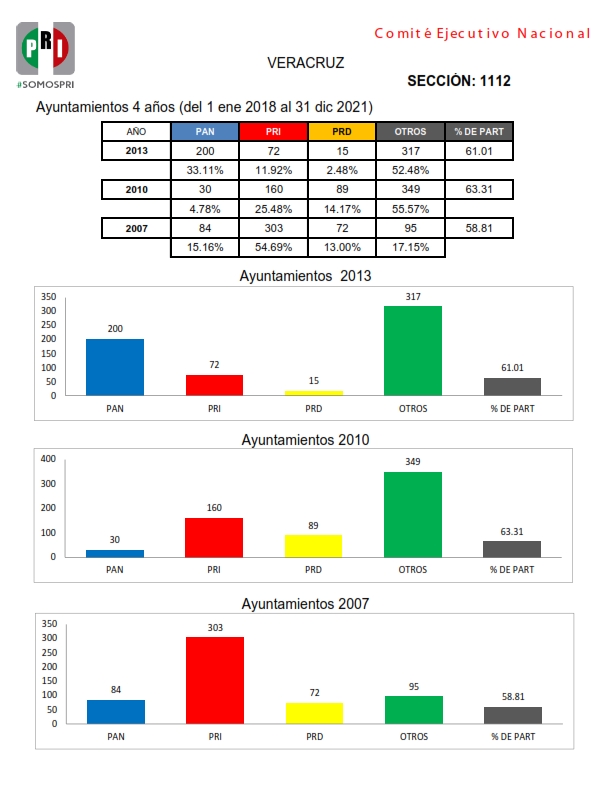 Comité Ejecutivo Nacional
PRI
#SOMOSPRI
VERACRUZ
SECCIÓN: 1112
Ayuntamientos 4 años (del 1 ene 2018 al 31 dic 2021)
AÑO PAN PRI PRD OTROS % DE PART
2013 200 72 15 317 61.01
33.11% 11.92% 2.48% 52.48%
2010 30 160 89 349 63.31
4.78% 25.48% 14.17% 55.57%
2007 84 303 72 95 58.81
15.16% 54.69% 13.00% 17.15%
Ayuntamientos 2013
350
300
250
200
150
100
50
0
200 72 15 317 61.01
PAN PRI PRD OTROS % DE PART
Ayuntamientos 2010
400
300
200
100
0
30 160 89 349 63.31
PAN PRI PRD OTROS % DE PART
Ayuntamientos 2007
350
300
250
200
150
100
50
0
84 303 72 95 58.81
PAN PRI PRD OTROS % DE PART